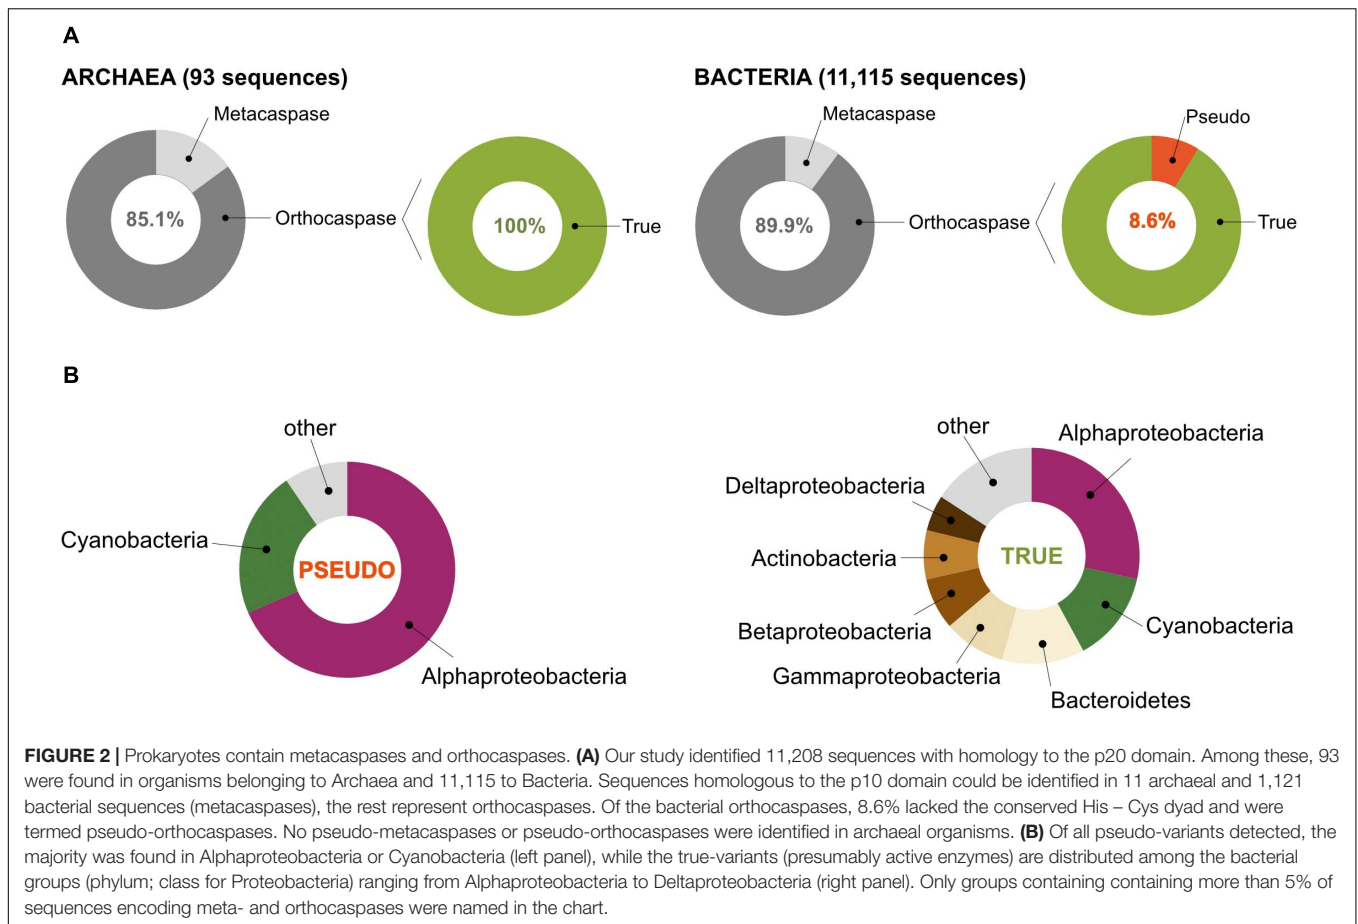 A
ARCHAEA (93 sequences)
BACTERIA (11,115 sequences)
Metacaspase
85.1%
Orthocaspase
100%
True
Metacaspase
89.9%
Orthocaspase
Pseudo
8.6%
True
B
other
Cyanobacteria
PSEUDO
Alphaproteobacteria
other
Alphaproteobacteria
Deltaproteobacteria
Actinobacteria
TRUE
Betaproteobacteria
Cyanobacteria
Gammaproteobacteria
Bacteroidetes
FIGURE 2 | Prokaryotes contain metacaspases and orthocaspases. (A) Our study identified 11,208 sequences with homology to the p20 domain. Among these, 93
were found in organisms belonging to Archaea and 11,115 to Bacteria. Sequences homologous to the p10 domain could be identified in 11 archaeal and 1,121
bacterial sequences (metacaspases), the rest represent orthocaspases. Of the bacterial orthocaspases, 8.6% lacked the conserved His – Cys dyad and were
termed pseudo-orthocaspases. No pseudo-metacaspases or pseudo-orthocaspases were identified in archaeal organisms. (B) Of all pseudo-variants detected, the
majority was found in Alphaproteobacteria or Cyanobacteria (left panel), while the true-variants (presumably active enzymes) are distributed among the bacterial
groups (phylum; class for Proteobacteria) ranging from Alphaproteobacteria to Deltaproteobacteria (right panel). Only groups containing containing more than 5% of
sequences encoding meta- and orthocaspases were named in the chart.